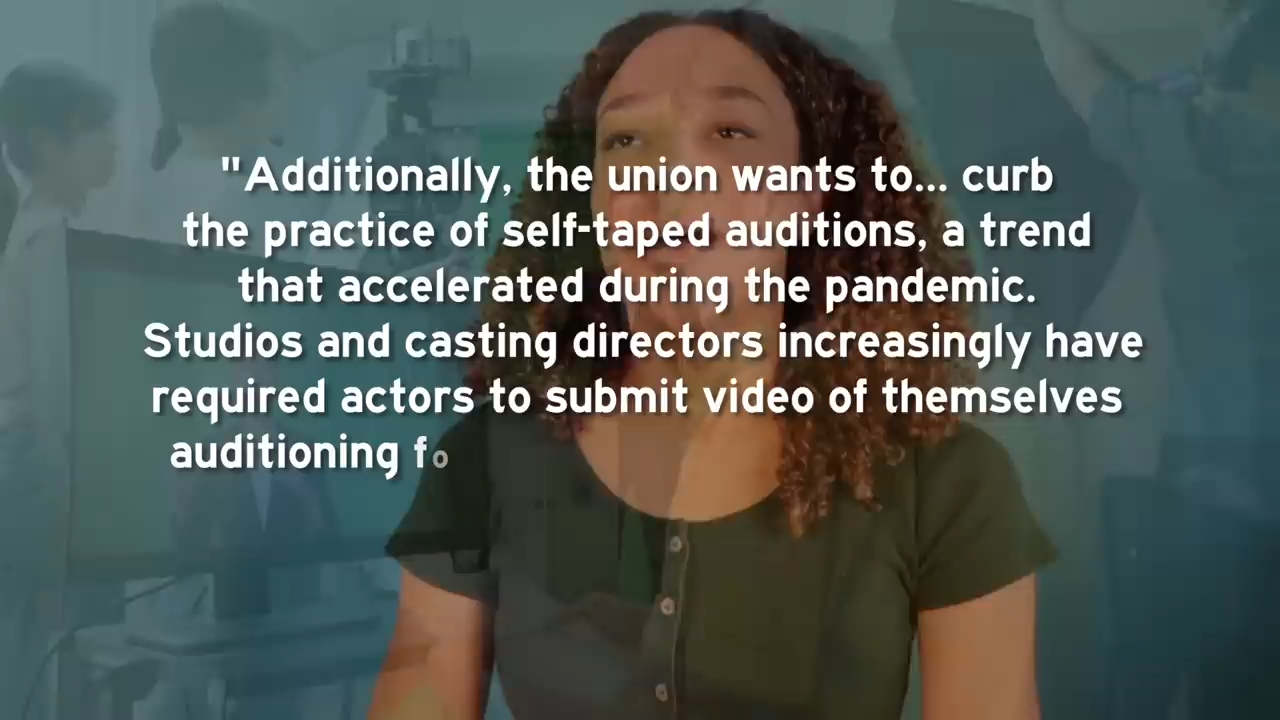 "Additionally, the union wants to... curb
the practice of self-taped auditions, a trend
that accelerated during the pandemic.
Studios and casting directors increasingly have
required actors to submit video of themselves
auditioning fo